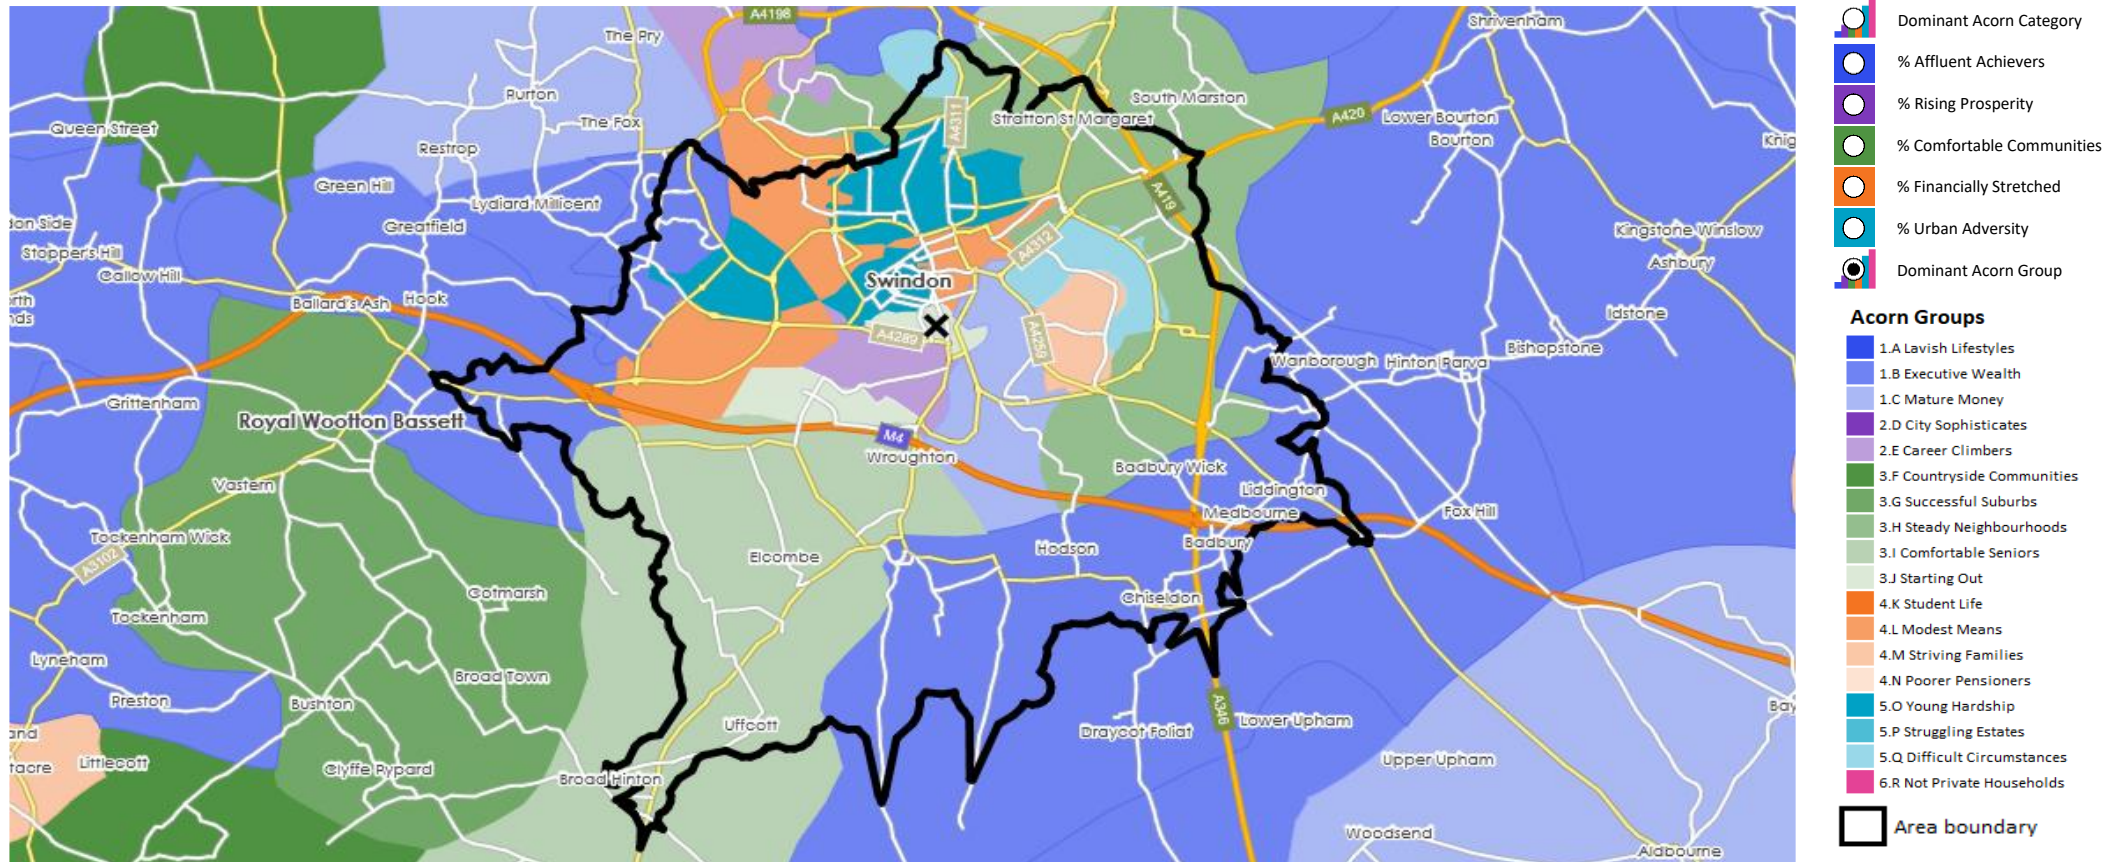 A4198
The Pry
Shrivenham
Purton
South Marston
A4311
A420
Lower Bourton
Queen Street
The Fox
Stratton St Margaret
Bourton
Restrop
Green Hill
A419
Lydiard Millicent
Greatfield
Kingstone Winslow
Stopper's Hill
A4312
Callow Hill
Ashbury
Swindon
Ballard's Ash
Hook
Idstone
A4289
A4259
Bishopstone
Wanborough
Hinton Parva
Grittenham
Royal Wootton Bassett
M4
Wroughton
Badbury Wick
Vastern
Liddington
Medbourne
Fox Hill
Tockenham Wick
Badbury
Hodson
Elcombe
A3102
Cotmarsh
Chiseldon
Tockenham
Lyneham
Broad Town
Preston
Bushton
A346
Lower Upham
Uffcott
Draycot Foliat
Littlecott
Clyffe Pypard
Upper Upham
Broad Hinton
Woodsend
Aldbourne
Dominant Acorn Category
% Affluent Achievers
% Rising Prosperity
% Comfortable Communities
% Financially Stretched
% Urban Adversity
Dominant Acorn Group
Acorn Groups
1.A Lavish Lifestyles
1.B Executive Wealth
1.C Mature Money
2.D City Sophisticates
2.E Career Climbers
3.F Countryside Communities
3.G Successful Suburbs
3.H Steady Neighbourhoods
3.I Comfortable Seniors
3.J Starting Out
4.K Student Life
4.L Modest Means
4.M Striving Families
4.N Poorer Pensioners
5.O Young Hardship
5.P Struggling Estates
5.Q Difficult Circumstances
6.R Not Private Households
Area boundary